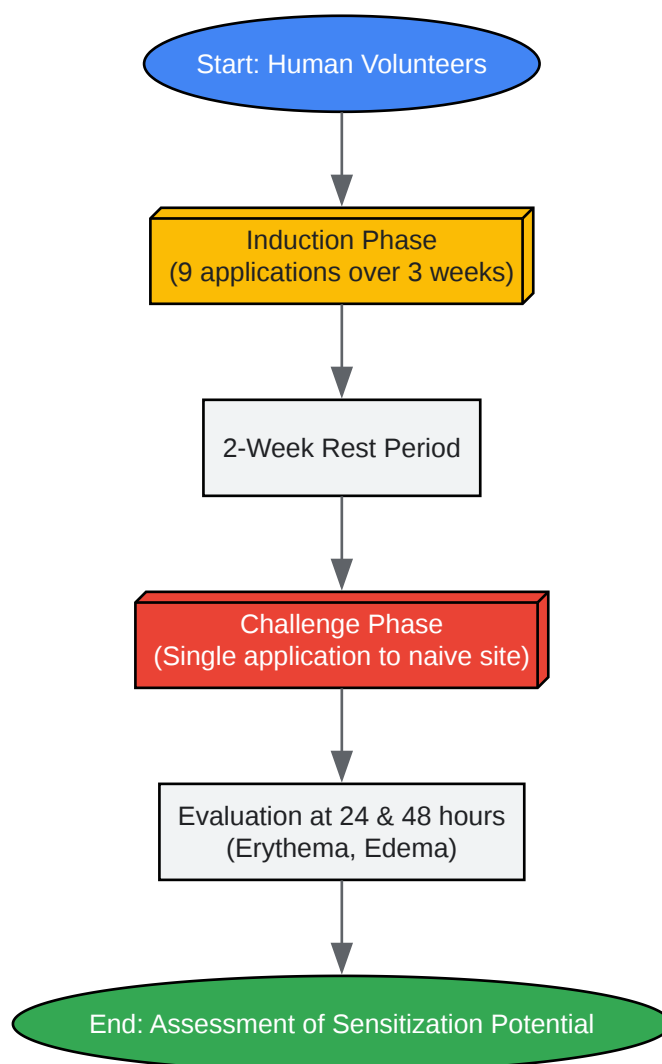 Start: Human Volunteers
Induction Phase
(9 applications over 3 weeks)
2-Week Rest Period
Challenge Phase
(Single application to naive site)
Evaluation at 24 & 48 hours
(Erythema, Edema)
End: Assessment of Sensitization Potential